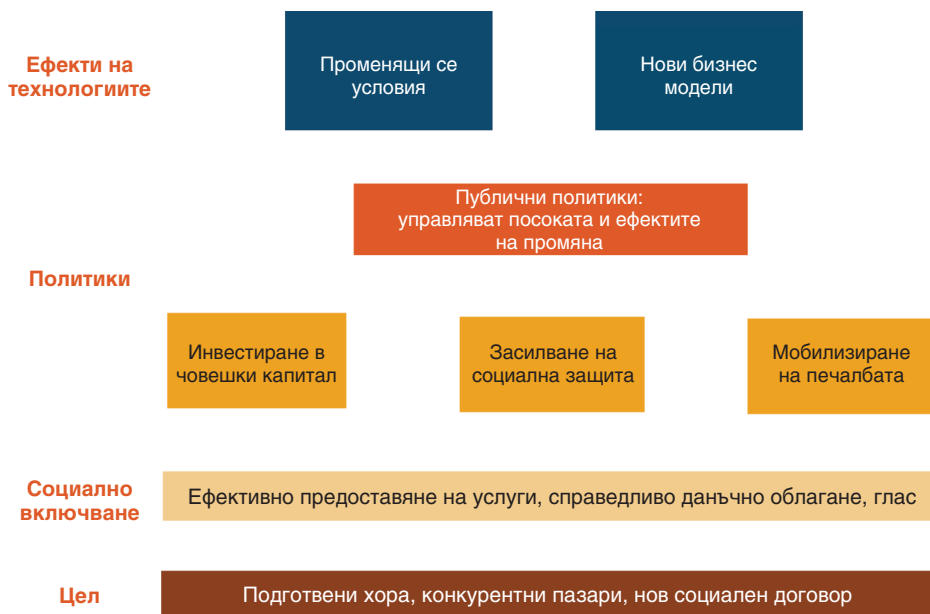 Ефекти на
технологиите
Променящи се
условия
Нови бизнес
модели
Публични политики:
управляват посоката и ефектите
на промяна
Политики
Инвестиране в
човешки капитал
Засилване на
социална защита
Мобилизиране
на печалбата
Социално
включване
Ефективно предоставяне на услуги, справедливо данъчно облагане, глас
Цел
Подготвени хора, конкурентни пазари, нов социален договор